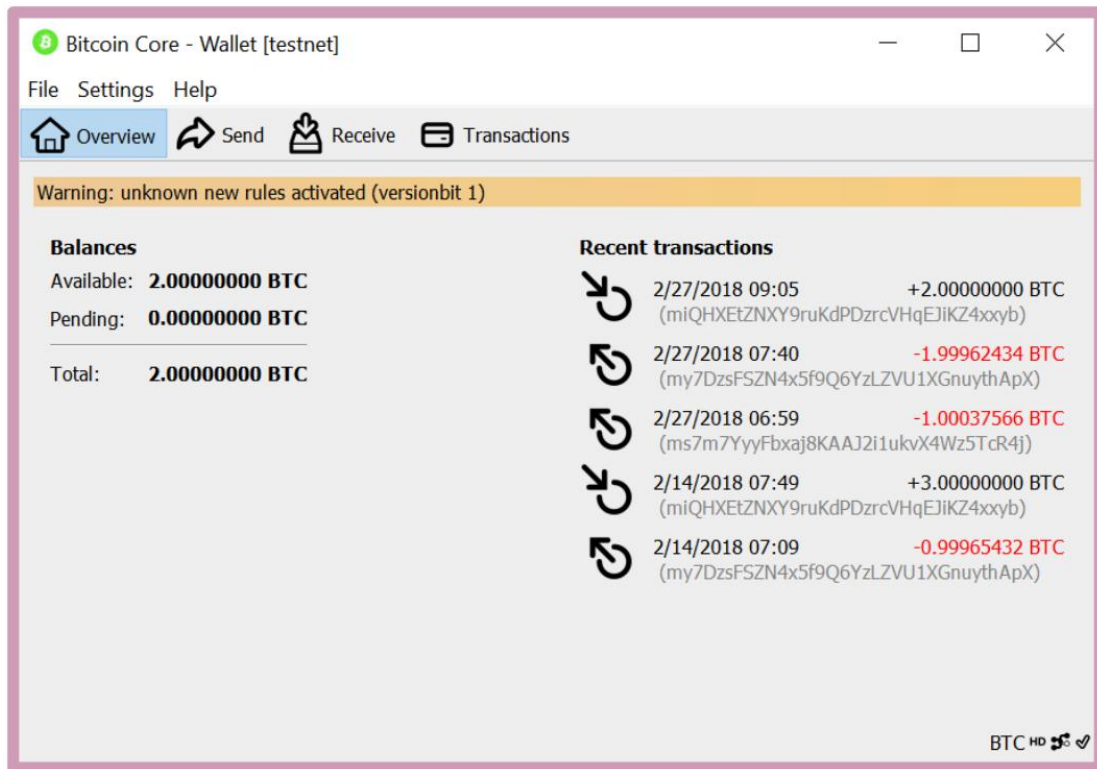 Bitcoin Core - Wallet [testnet]
File Settings Help
Overview Send Receive Transactions
Warning: unknown new rules activated (versionbit 1)
Balances
Available: 2.00000000 BTC
Pending: 0.00000000 BTC
Total: 2.00000000 BTC
Recent transactions
2/27/2018 09:05 +2.00000000 BTC
(miQHXEtZNXY9ruKdPDzrcVHqEJiKZ4xxyb)
2/27/2018 07:40 -1.99962434 BTC
(my7DzsFSZN4x5f9Q6YzLZVU1XGnuythApX)
2/27/2018 06:59 -1.00037566 BTC
(ms7m7YyyFbxaj8KAAJ2i1ukvX4Wz5TcR4j)
2/14/2018 07:49 +3.00000000 BTC
(miQHXEtZNXY9ruKdPDzrcVHqEJiKZ4xxyb)
2/14/2018 07:09 -0.99965432 BTC
(my7DzsFSZN4x5f9Q6YzLZVU1XGnuythApX)
BTC HD